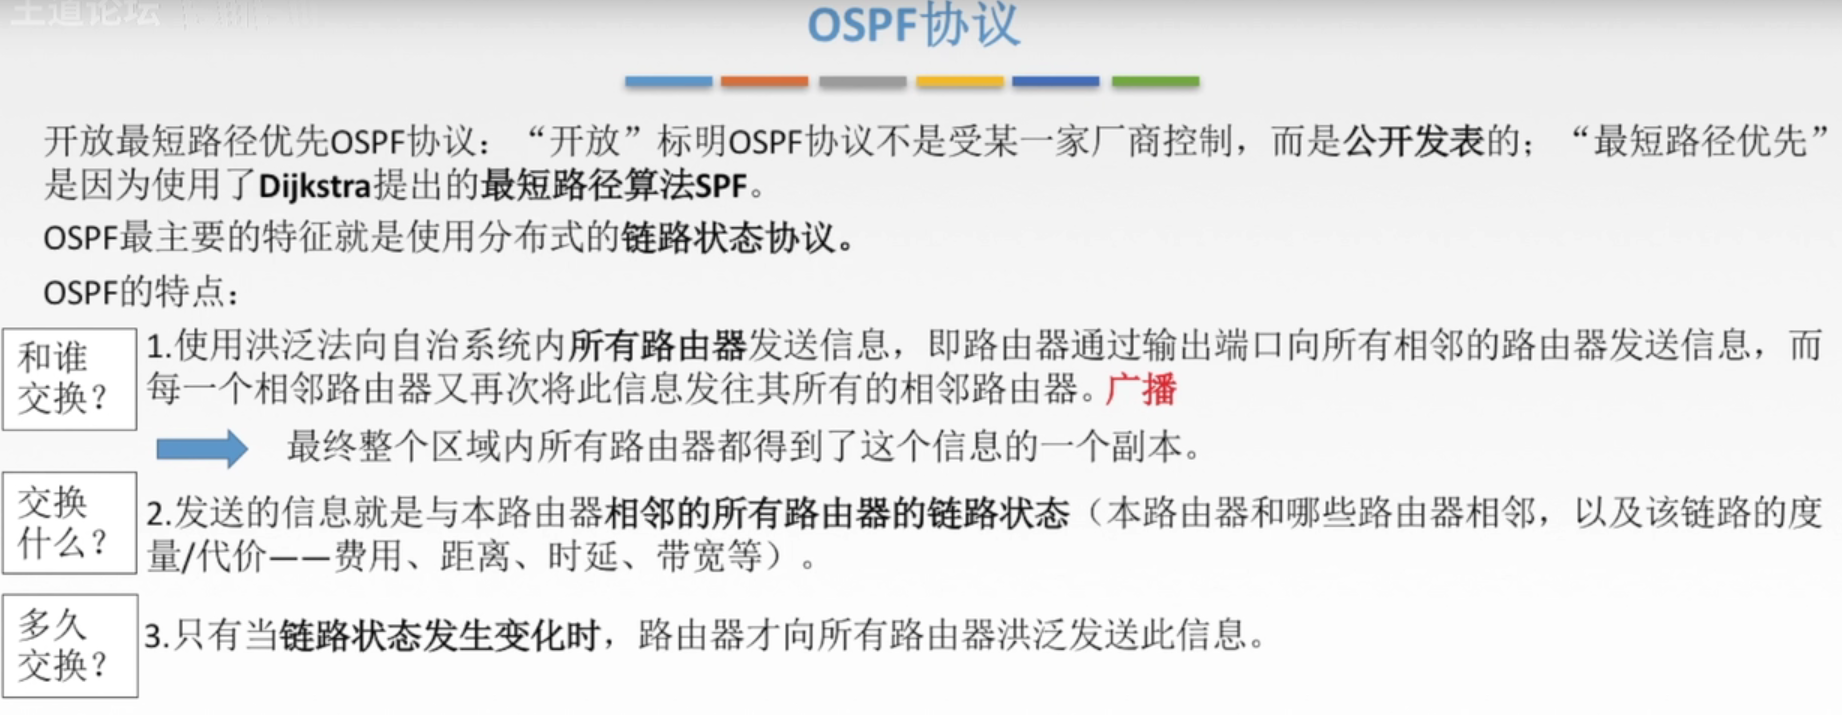 王道论坛
OSPF协议
开放最短路径优先OSPF协议：“开放”标明OSPF协议不是受某一家厂商控制，而是公开发表的；“最短路径优先”
是因为使用了Dijkstra提出的最短路径算法SPF。
OSPF最主要的特征就是使用分布式的链路状态协议。
OSPF的特点：
和谁
交换？
1.使用洪泛法向自治系统内所有路由器发送信息，即路由器通过输出端口向所有相邻的路由器发送信息，而
每一个相邻路由器又再次将此信息发往其所有的相邻路由器。广播
最终整个区域内所有路由器都得到了这个信息的一个副本。
交换
什么？
2.发送的信息就是与本路由器相邻的所有路由器的链路状态（本路由器和哪些路由器相邻，以及该链路的度
量/代价——费用、距离、时延、带宽等）。
多久
交换？
3.只有当链路状态发生变化时，路由器才向所有路由器洪泛发送此信息。